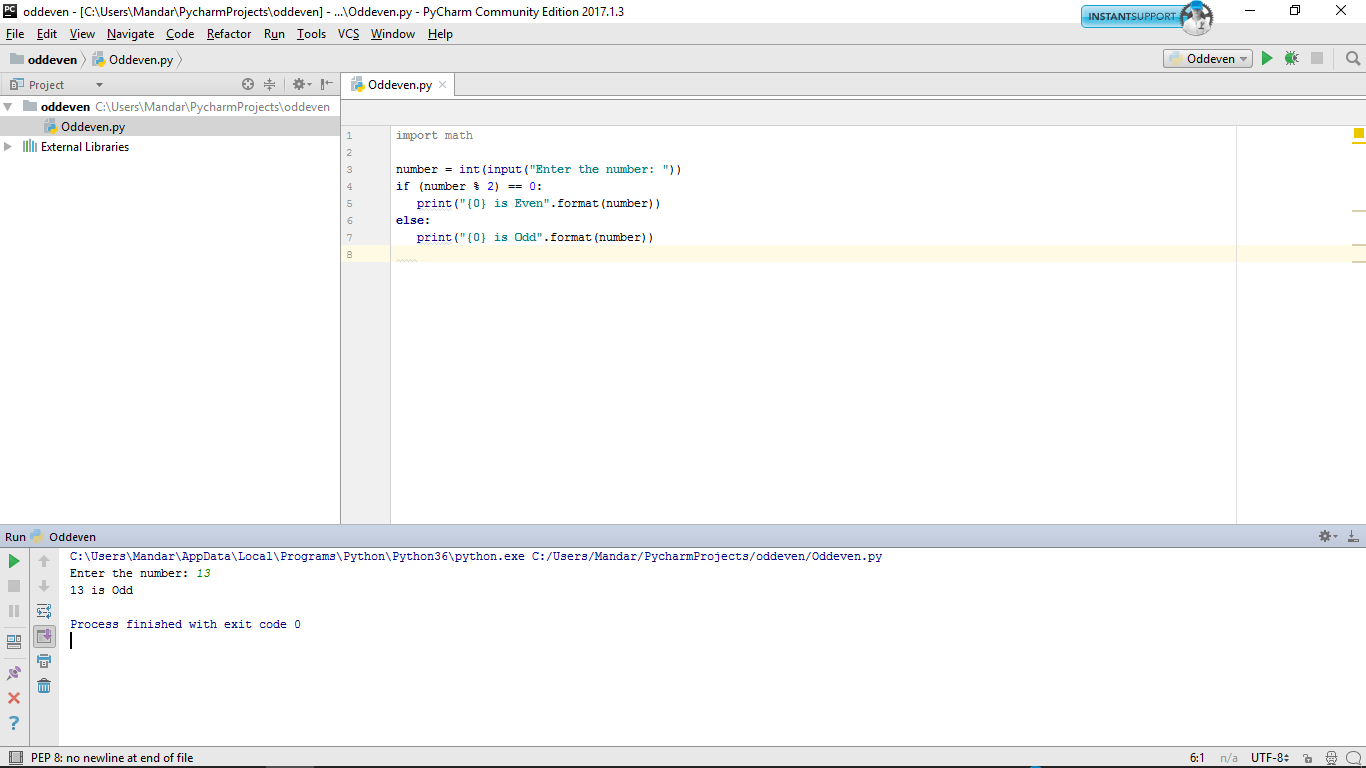 oddeven - [C:\Users\Mandar\PycharmProjects\oddeven] - ...\Oddeven.py - PyCharm Community Edition 2017.1.3
INSTANTSUPPORT
File Edit View Navigate Code Refactor Run Tools VCS Window Help
oddeven Oddeven.py
Oddeven
Project
Oddeven.py
oddeven C:\Users\Mandar\PycharmProjects\oddeven
Oddeven.py
External Libraries
1 import math
2
3 number = int(input("Enter the number: "))
4 if (number % 2) == 0:
5    print("{0} is Even".format(number))
6 else:
7    print("{0} is Odd".format(number))
8
Run Oddeven
C:\Users\Mandar\AppData\Local\Programs\Python\Python36\python.exe C:/Users/Mandar/PycharmProjects/oddeven/Oddeven.py
Enter the number: 13
13 is Odd
Process finished with exit code 0
PEP 8: no newline at end of file 6:1 n/a UTF-8